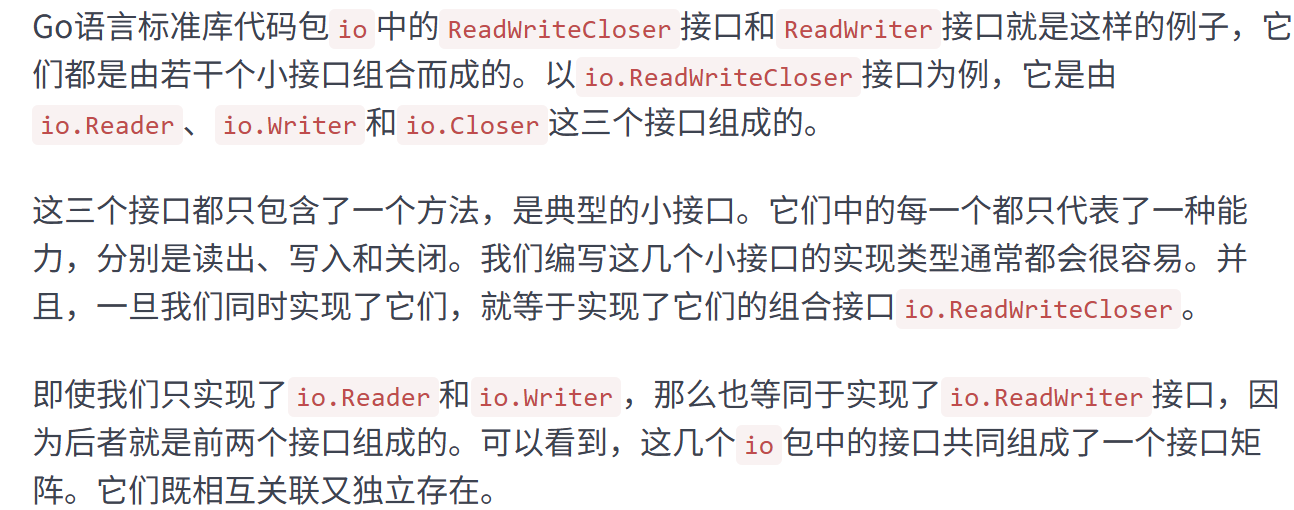 Go语言标准库代码包io中的ReadWriteCloser接口和ReadWriter接口就是这样的例子，它
们都是由若干个小接口组合而成的。以io.ReadWriteCloser接口为例，它是由
io.Reader、io.Writer和io.Closer这三个接口组成的。
这三个接口都只包含了一个方法，是典型的小接口。它们中的每一个都只代表了一种能
力，分别是读出、写入和关闭。我们编写这几个小接口的实现类型通常都会很容易。并
且，一旦我们同时实现了它们，就等于实现了它们的组合接口io.ReadWriteCloser。
即使我们只实现了io.Reader和io.Writer，那么也等同于实现了io.ReadWriter接口，因
为后者就是前两个接口组成的。可以看到，这几个io包中的接口共同组成了一个接口矩
阵。它们既相互关联又独立存在。